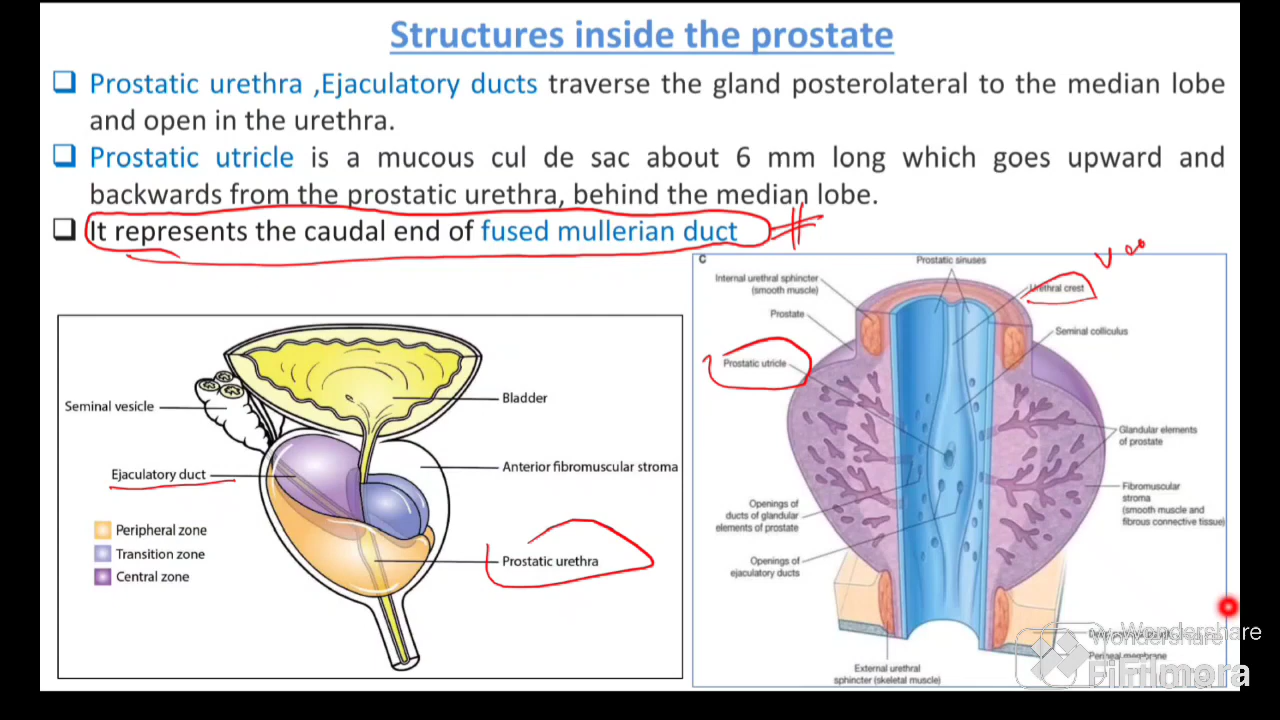 Structures inside the prostate
Prostatic urethra ,Ejaculatory ducts traverse the gland posterolateral to the median lobe
and open in the urethra.
Prostatic utricle is a mucous cul de sac about 6 mm long which goes upward and
backwards from the prostatic urethra, behind the median lobe.
It represents the caudal end of fused mullerian duct
Seminal vesicle
Bladder
Ejaculatory duct
Anterior fibromuscular stroma
Peripheral zone
Transition zone
Central zone
Prostatic urethra
C
Prostatic sinuses
Internal urethral sphincter
(smooth muscle)
Urethral crest
Prostate
Seminal colliculus
Prostatic utricle
Glandular elements
of prostate
Fibromuscular
stroma
(smooth muscle and
fibrous connective tissue)
Openings of
ducts of glandular
elements of prostate
Openings of
ejaculatory ducts
External urethral
sphincter (skeletal muscle)
Perineal membrane
Wondershare
Filmora